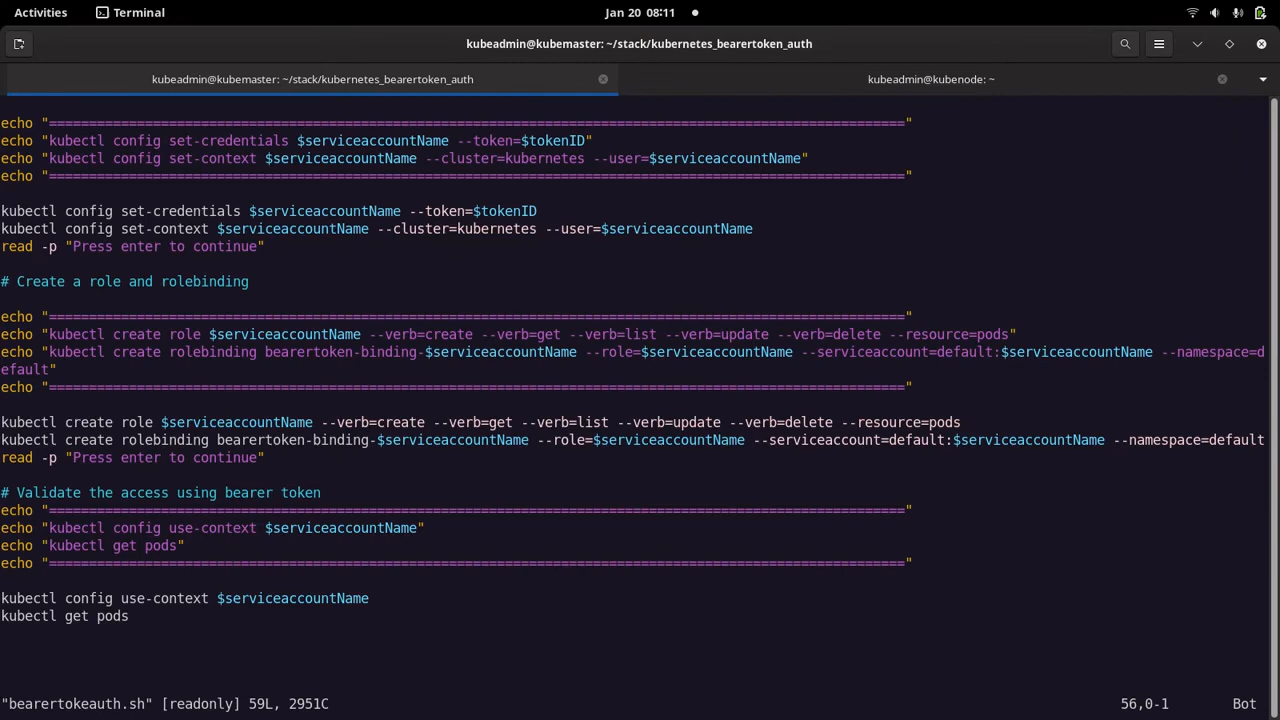 Activities Terminal Jan 20 08:11
kubeadmin@kubemaster: ~/stack/kubernetes_bearertoken_auth
kubeadmin@kubemaster: ~/stack/kubernetes_bearertoken_auth kubeadmin@kubenode: ~
echo "==========================================================================================================="
echo "kubectl config set-credentials $serviceaccountName --token=$tokenID"
echo "kubectl config set-context $serviceaccountName --cluster=kubernetes --user=$serviceaccountName"
echo "==========================================================================================================="
kubectl config set-credentials $serviceaccountName --token=$tokenID
kubectl config set-context $serviceaccountName --cluster=kubernetes --user=$serviceaccountName
read -p "Press enter to continue"
# Create a role and rolebinding
echo "==========================================================================================================="
echo "kubectl create role $serviceaccountName --verb=create --verb=get --verb=list --verb=update --verb=delete --resource=pods"
echo "kubectl create rolebinding bearertoken-binding-$serviceaccountName --role=$serviceaccountName --serviceaccount=default:$serviceaccountName --namespace=d
efault"
echo "==========================================================================================================="
kubectl create role $serviceaccountName --verb=create --verb=get --verb=list --verb=update --verb=delete --resource=pods
kubectl create rolebinding bearertoken-binding-$serviceaccountName --role=$serviceaccountName --serviceaccount=default:$serviceaccountName --namespace=default
read -p "Press enter to continue"
# Validate the access using bearer token
echo "==========================================================================================================="
echo "kubectl config use-context $serviceaccountName"
echo "kubectl get pods"
echo "==========================================================================================================="
kubectl config use-context $serviceaccountName
kubectl get pods
"bearertokeauth.sh" [readonly] 59L, 2951C 56,0-1 Bot